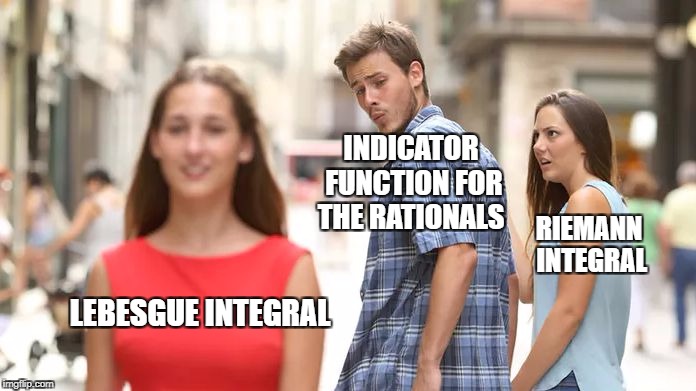 INDICATOR
FUNCTION FOR
THE RATIONALS
RIEMANN
INTEGRAL
LEBESGUE INTEGRAL
imgflip.com